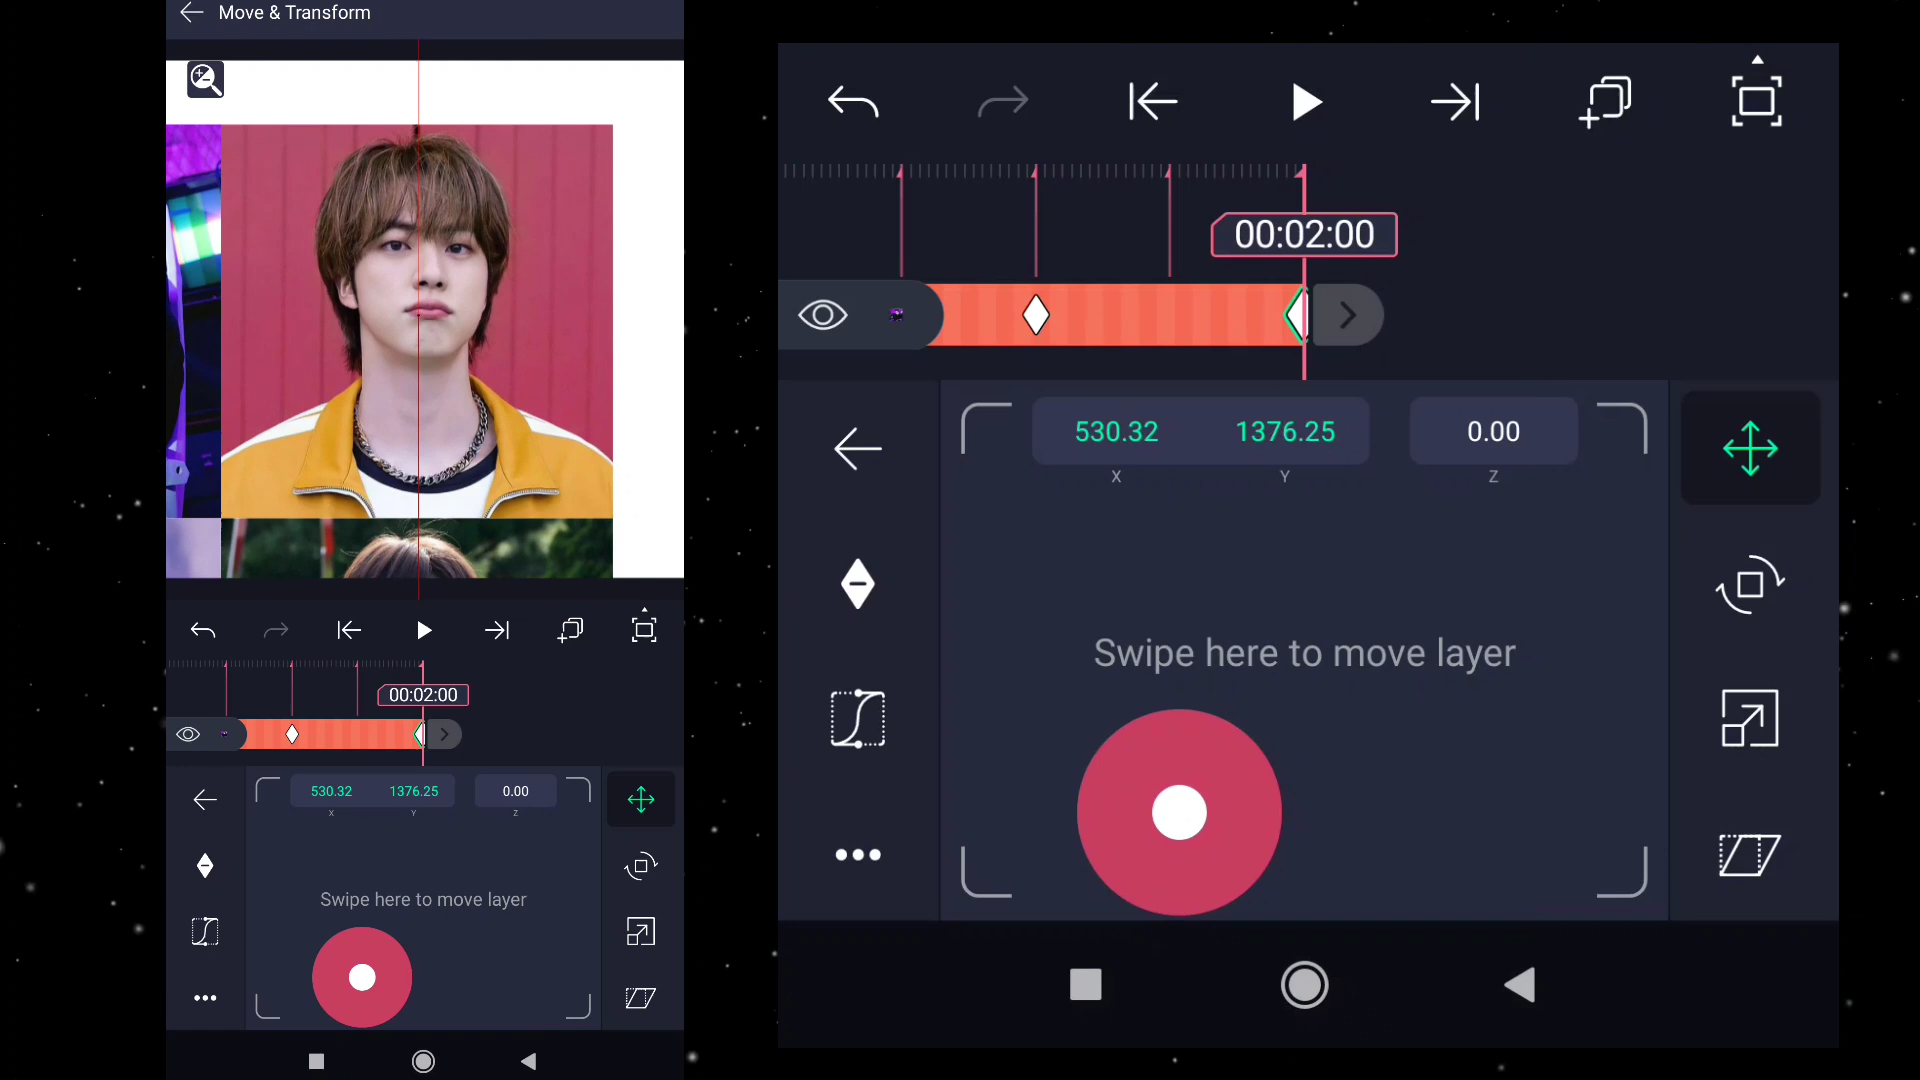 Move & Transform
00:02:00
530.32 1376.25 0.00
X Y Z
Swipe here to move layer
00:02:00
530.32 1376.25 0.00
X Y Z
Swipe here to move layer